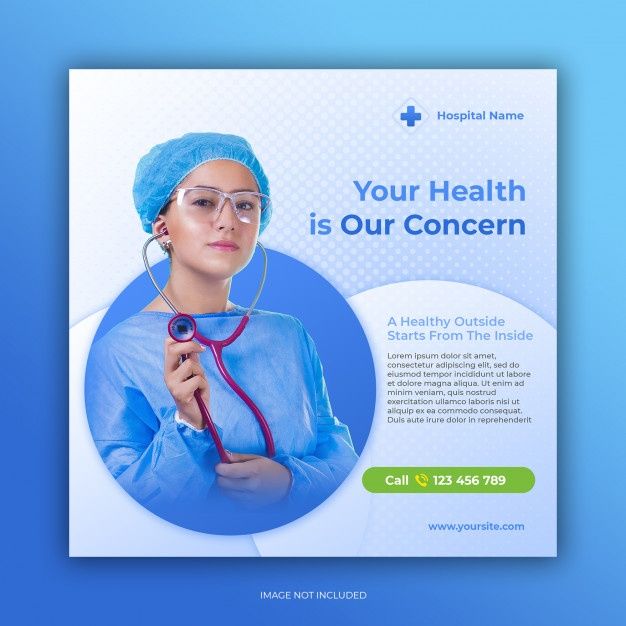 Hospital Name
Your Health
is Our Concern
A Healthy Outside
Starts From The Inside
Lorem ipsum dolor sit amet,
consectetur adipiscing elit, sed do
eiusmod tempor incididunt ut labore et
dolore magna aliqua. Ut enim ad minim
veniam, quis nostrud exercitation
ullamco laboris nisi ut aliquip ex ea
commodo consequat. Duis aute irure
dolor in reprehenderit
Call 123 456 789
www.yoursite.com
IMAGE NOT INCLUDED